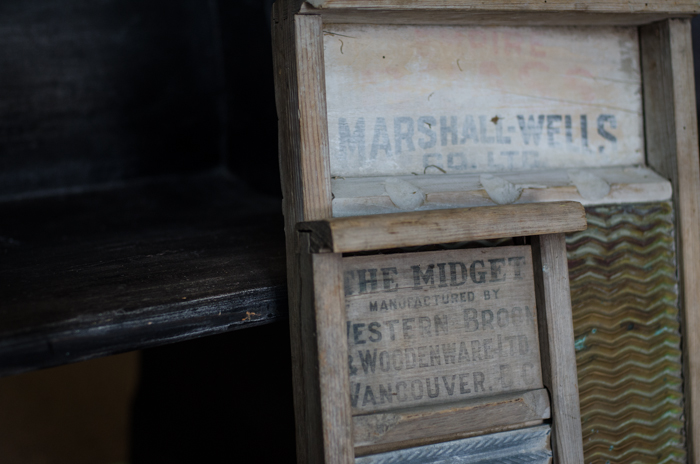 MARSHALL-WELLS
CO. LTD.
THE MIDGET
MANUFACTURED BY
WESTERN BROOM
& WOODENWARE LTD.
VANCOUVER, B.C.